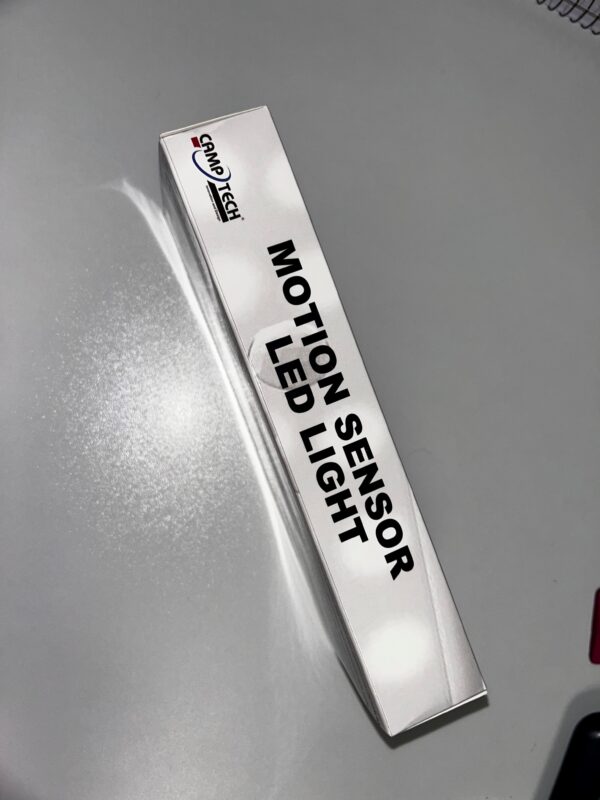 CAMP TECH®
MOTION SENSOR
LED LIGHT